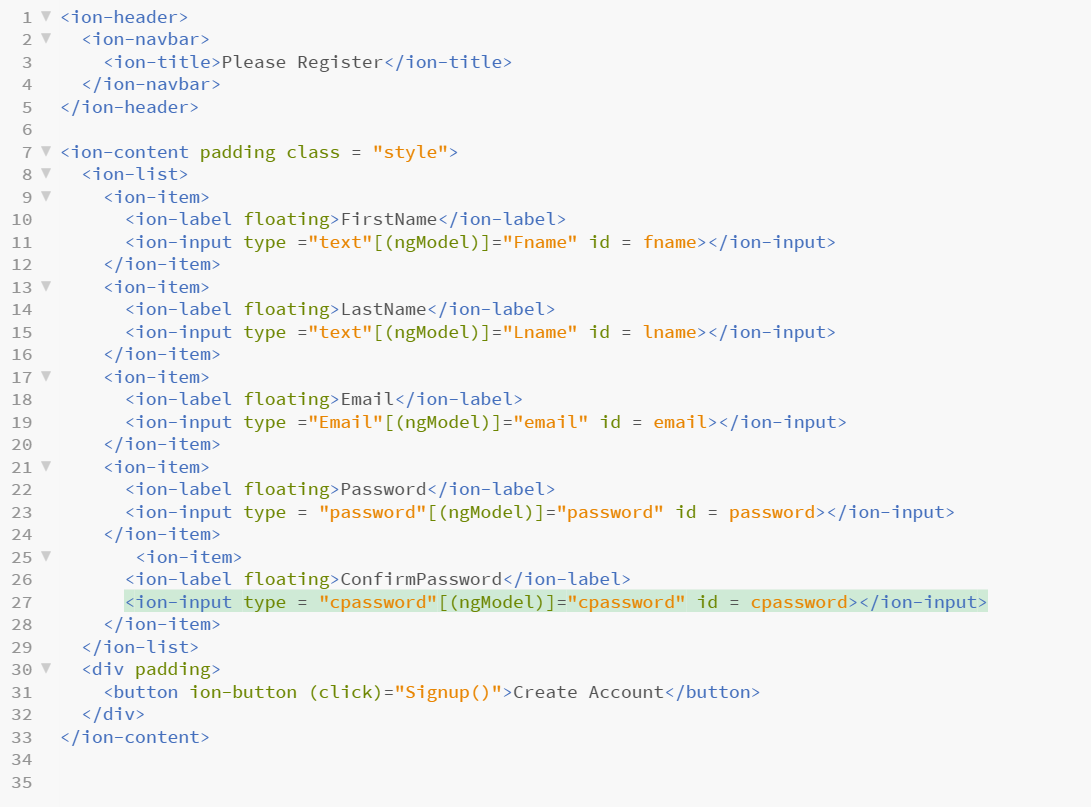 1 <ion-header>
2 <ion-navbar>
3 <ion-title>Please Register</ion-title>
4 </ion-navbar>
5 </ion-header>
6
7 <ion-content padding class = "style">
8 <ion-list>
9 <ion-item>
10 <ion-label floating>FirstName</ion-label>
11 <ion-input type ="text"[(ngModel)]="Fname" id = fname></ion-input>
12 </ion-item>
13 <ion-item>
14 <ion-label floating>LastName</ion-label>
15 <ion-input type ="text"[(ngModel)]="Lname" id = lname></ion-input>
16 </ion-item>
17 <ion-item>
18 <ion-label floating>Email</ion-label>
19 <ion-input type ="Email"[(ngModel)]="email" id = email></ion-input>
20 </ion-item>
21 <ion-item>
22 <ion-label floating>Password</ion-label>
23 <ion-input type = "password"[(ngModel)]="password" id = password></ion-input>
24 </ion-item>
25 <ion-item>
26 <ion-label floating>ConfirmPassword</ion-label>
27 <ion-input type = "cpassword"[(ngModel)]="cpassword" id = cpassword></ion-input>
28 </ion-item>
29 </ion-list>
30 <div padding>
31 <button ion-button (click)="Signup()">Create Account</button>
32 </div>
33 </ion-content>
34
35